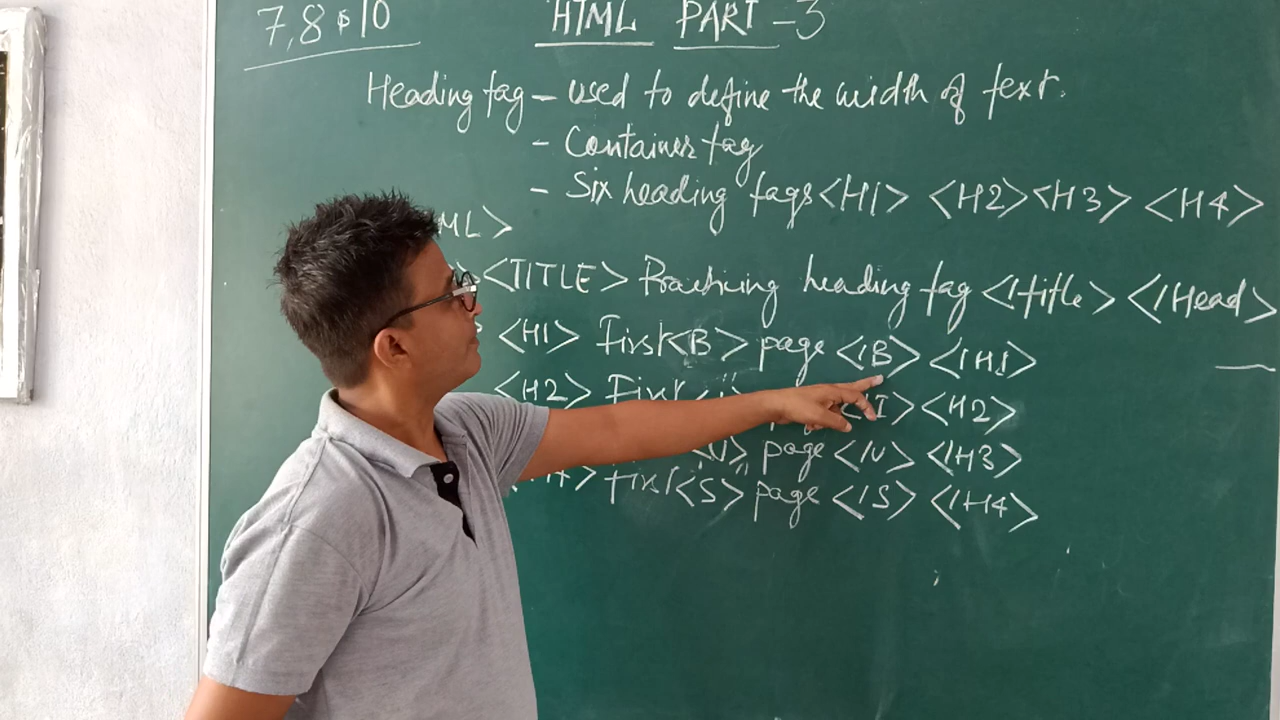 7,8 & 10
HTML PART - 3
Heading tag - used to define the width of text.
- Container tag
- Six heading tags <H1> <H2> <H3> <H4>
ML>
<TITLE> Practising heading tag </title> </Head>
<H1> First <B> page </B> </H1>
<H2> First </I> <H2>
<U> page </U> </H3>
first <S> page </S> </H4>